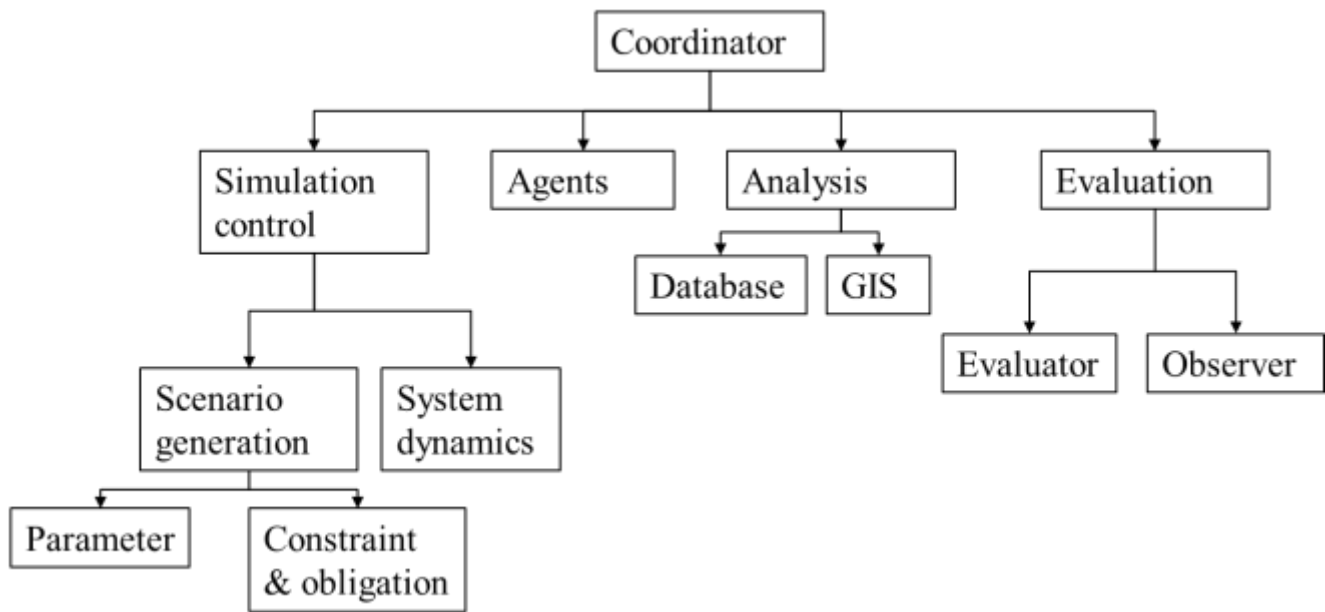 Coordinator
Simulation
control
Agents
Analysis
Evaluation
Database
GIS
Evaluator
Observer
Scenario
generation
System
dynamics
Parameter
Constraint
& obligation